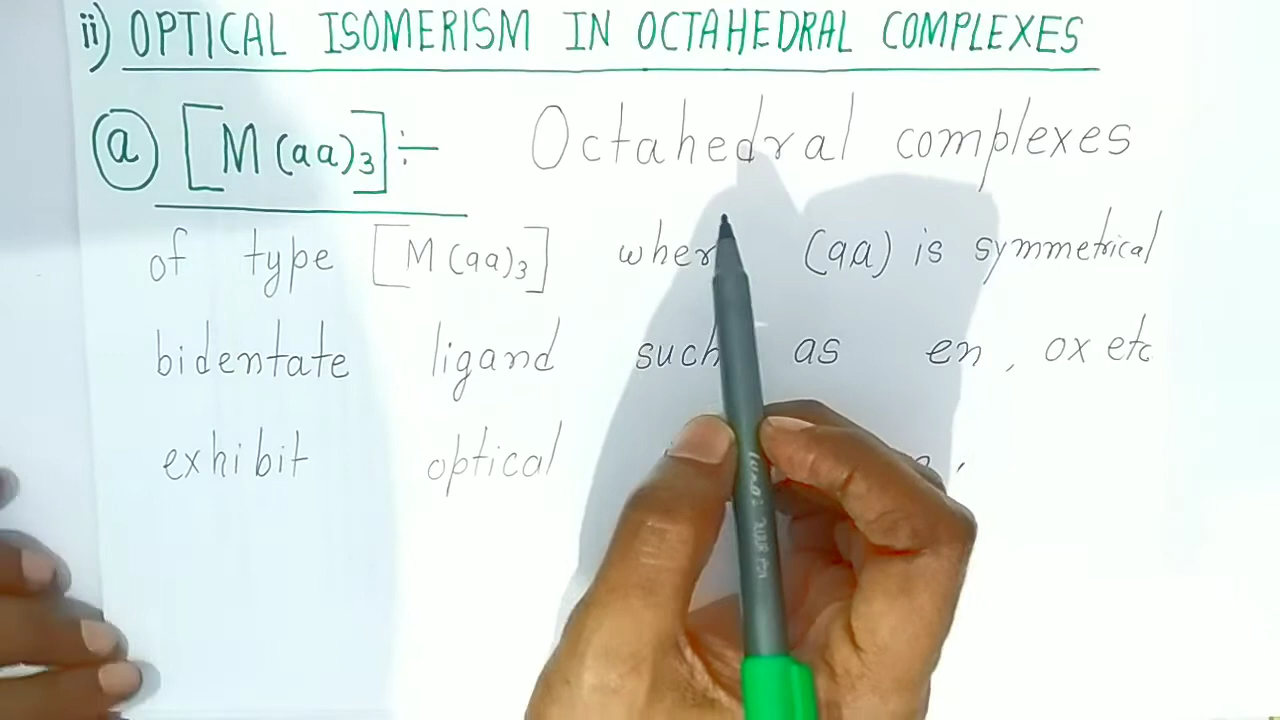 ii) OPTICAL ISOMERISM IN OCTAHEDRAL COMPLEXES
(a) [M(aa)₃]:- Octahedral complexes
of type [M(aa)₃] wher (aa) is symmetrical
bidentate ligand such as en, ox etc
exhibit optical